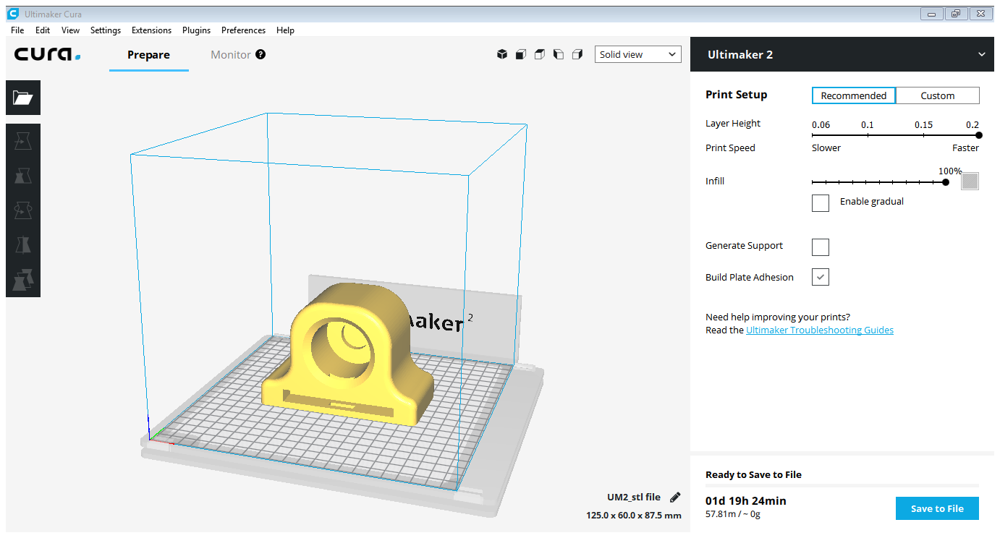 Ultimaker Cura
File Edit View Settings Extensions Plugins Preferences Help
cura.
Prepare Monitor ?
Solid view
Ultimaker 2
Print Setup Recommended Custom
Layer Height 0.06 0.1 0.15 0.2
Print Speed Slower Faster
Infill 100%
Enable gradual
Generate Support
Build Plate Adhesion
Need help improving your prints?
Read the Ultimaker Troubleshooting Guides
maker 2
UM2_stl file
125.0 x 60.0 x 87.5 mm
Ready to Save to File
01d 19h 24min
57.81m / ~ 0g
Save to File